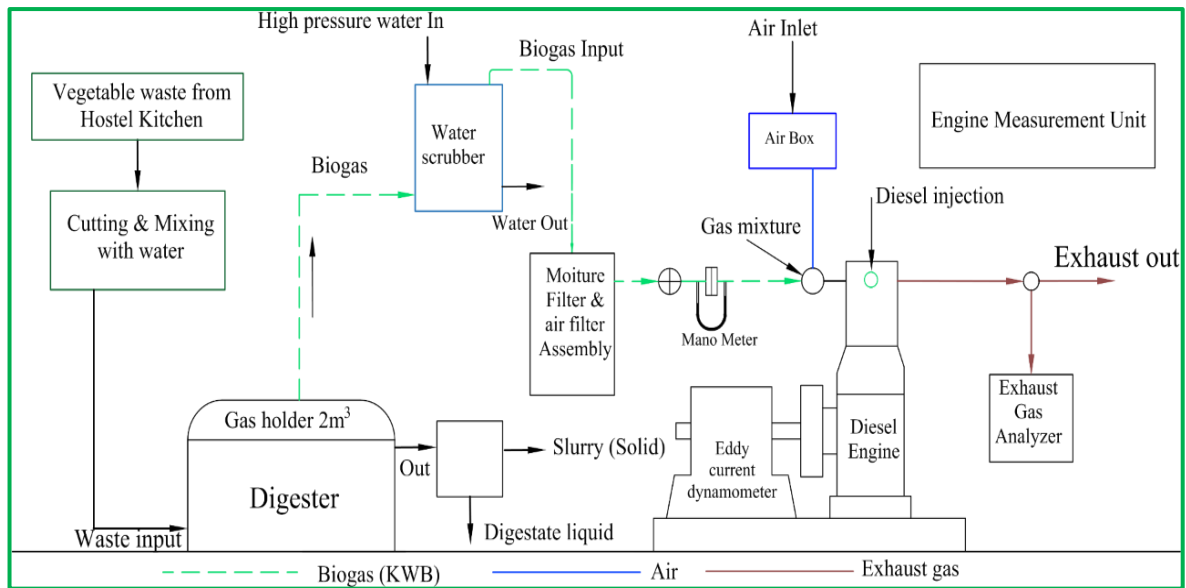 High pressure water In
Air Inlet
Biogas Input
Vegetable waste from
Hostel Kitchen
Water
scrubber
Air Box
Engine Measurement Unit
Biogas
Cutting & Mixing
with water
Water Out
Diesel injection
Gas mixture
Exhaust out
Moiture
Filter &
air filter
Assembly
Mano Meter
Gas holder 2m³
Exhaust
Gas
Analyzer
Out
Slurry (Solid)
Eddy
current
dynamometer
Diesel
Engine
Digester
Waste input
Digestate liquid
Biogas (KWB)
Air
Exhaust gas